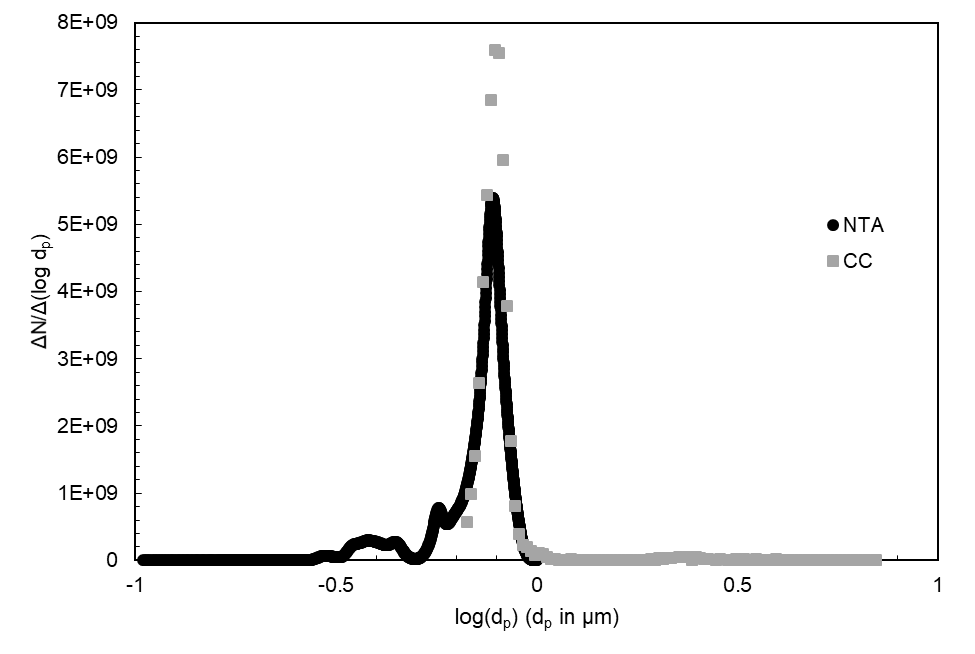 8E+09
7E+09
6E+09
5E+09
4E+09
3E+09
2E+09
1E+09
0
ΔN/Δ(log dp)
NTA
CC
-1
-0.5
0
0.5
1
log(dp) (dp in μm)